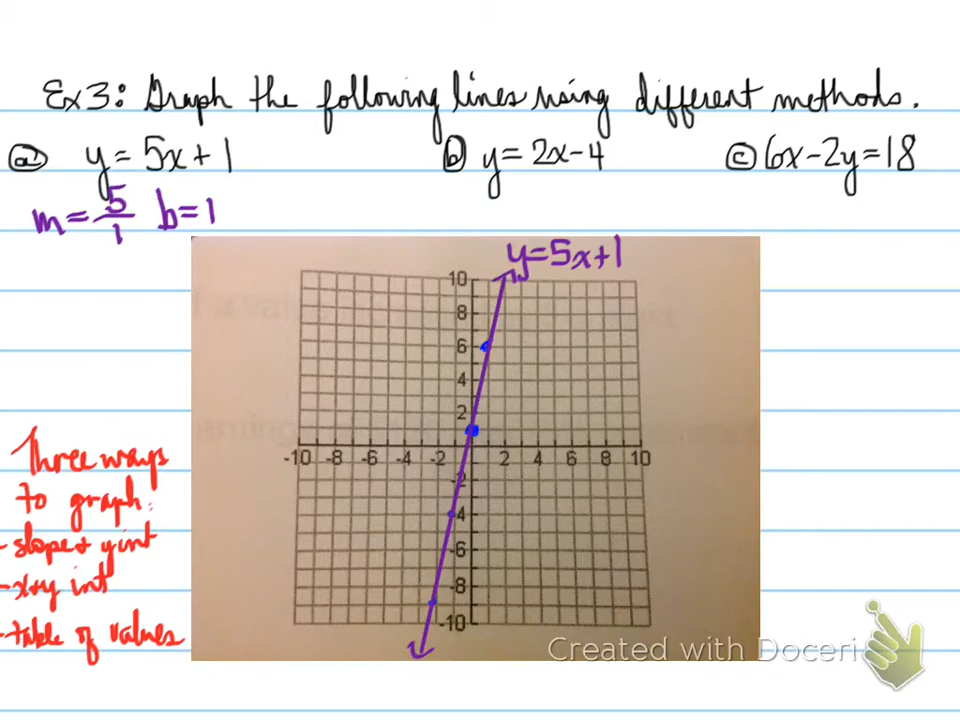 Ex3: Graph the following lines using different methods.
a) y = 5x + 1 b) y = 2x - 4 c) 6x - 2y = 18
m = 5/1 b = 1
y=5x+1
10
8
6
4
2
-10 -8 -6 -4 -2 2 4 6 8 10
-2
-4
-6
-8
-10
Three ways
to graph:
- slope + y int
- x+y int
- table of values
Created with Doceri